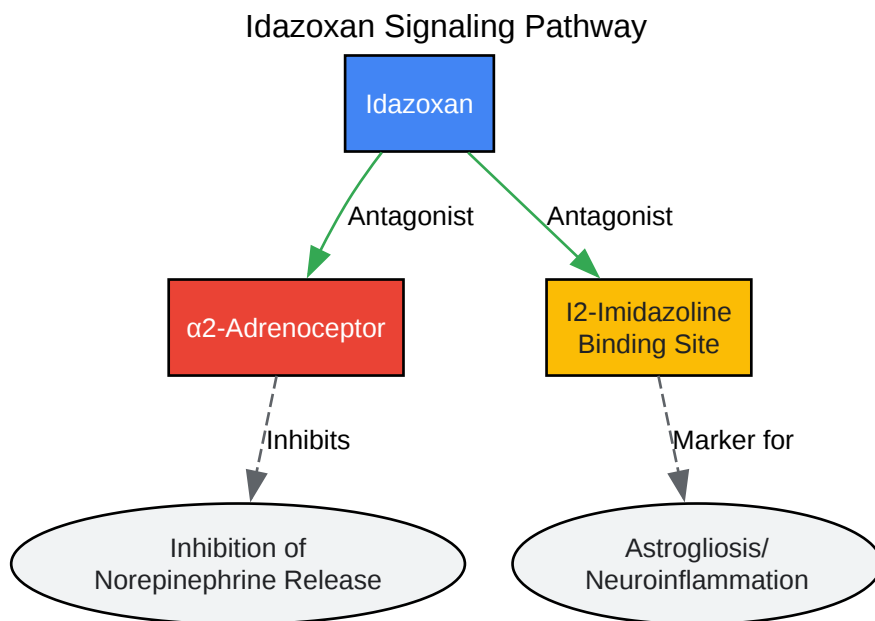 Idazoxan Signaling Pathway
Idazoxan
Antagonist
Antagonist
α2-Adrenoceptor
I2-Imidazoline
Binding Site
Inhibits
Marker for
Inhibition of
Norepinephrine Release
Astrogliosis/
Neuroinflammation